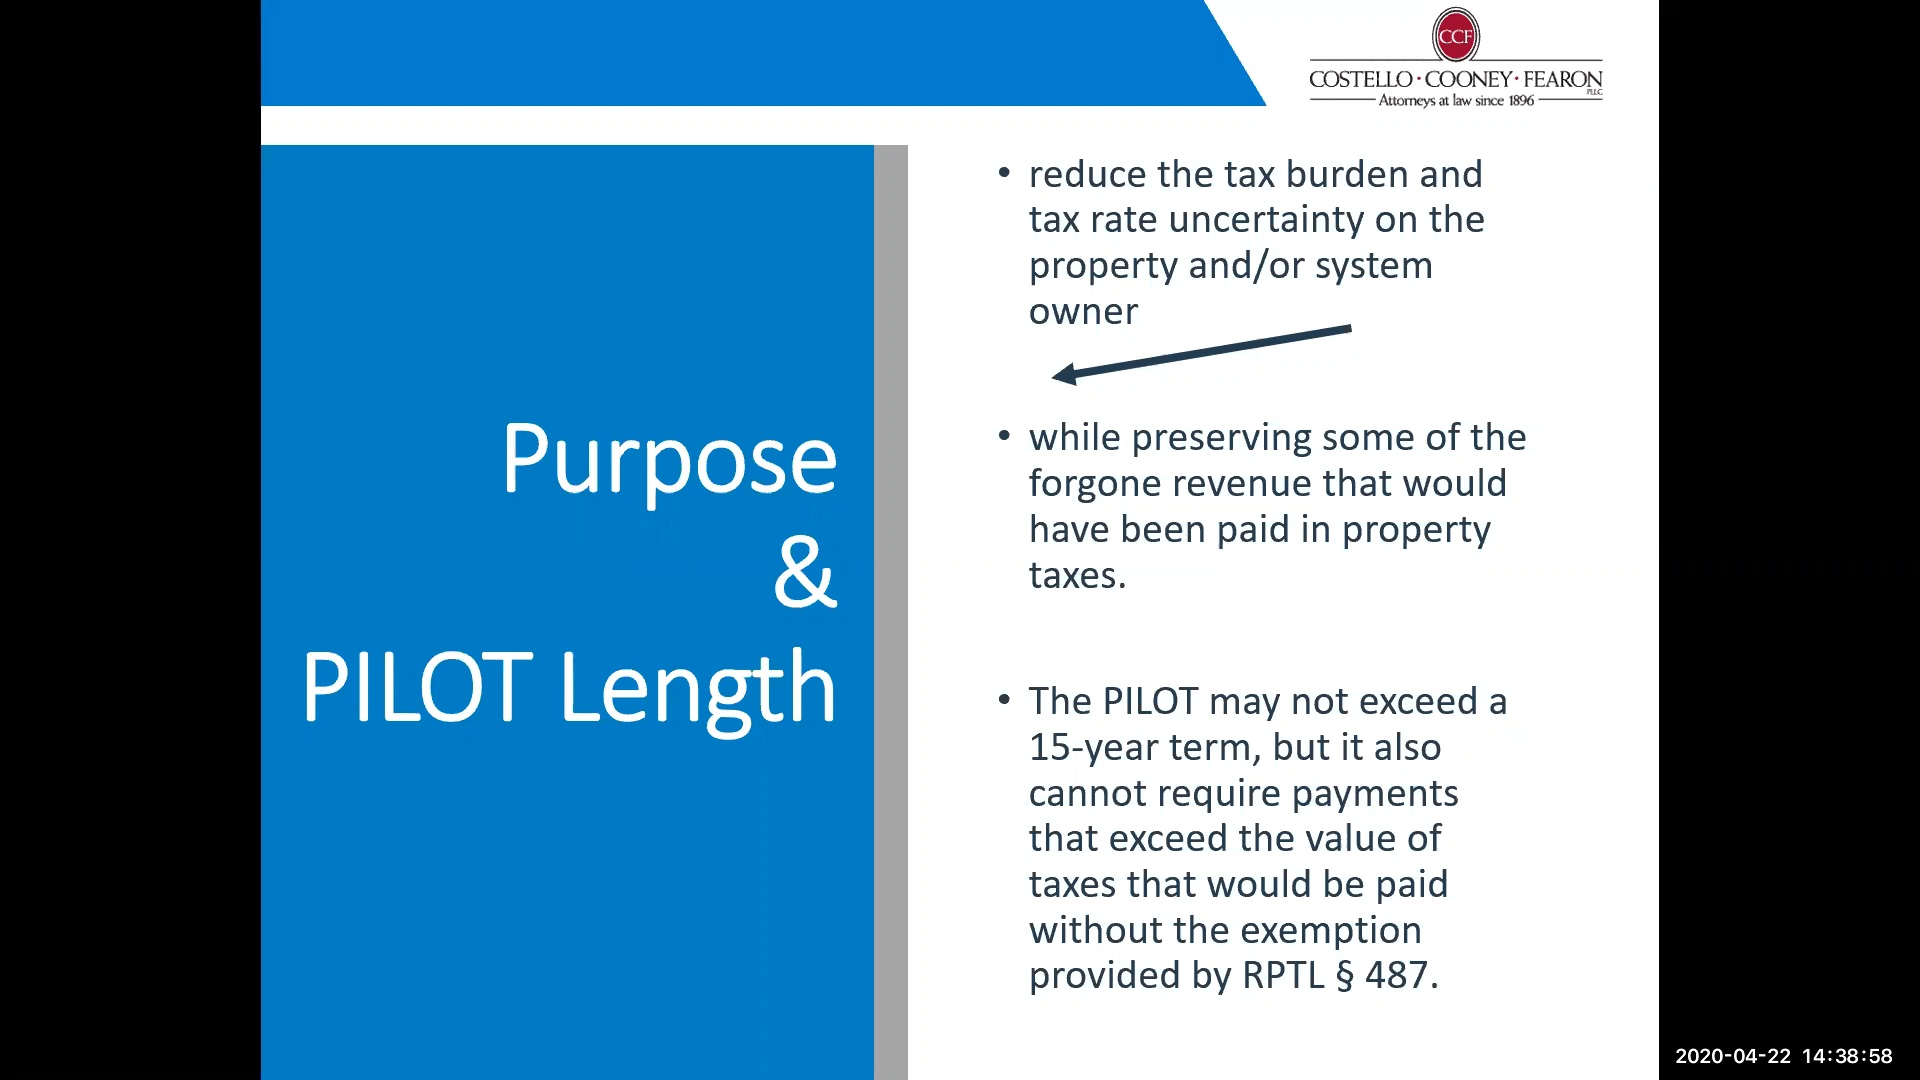 CCF
COSTELLO · COONEY · FEARON
PLLC
Attorneys at law since 1896
Purpose
&
PILOT Length
• reduce the tax burden and
tax rate uncertainty on the
property and/or system
owner
• while preserving some of the
forgone revenue that would
have been paid in property
taxes.
• The PILOT may not exceed a
15-year term, but it also
cannot require payments
that exceed the value of
taxes that would be paid
without the exemption
provided by RPTL § 487.
2020-04-22 14:38:58